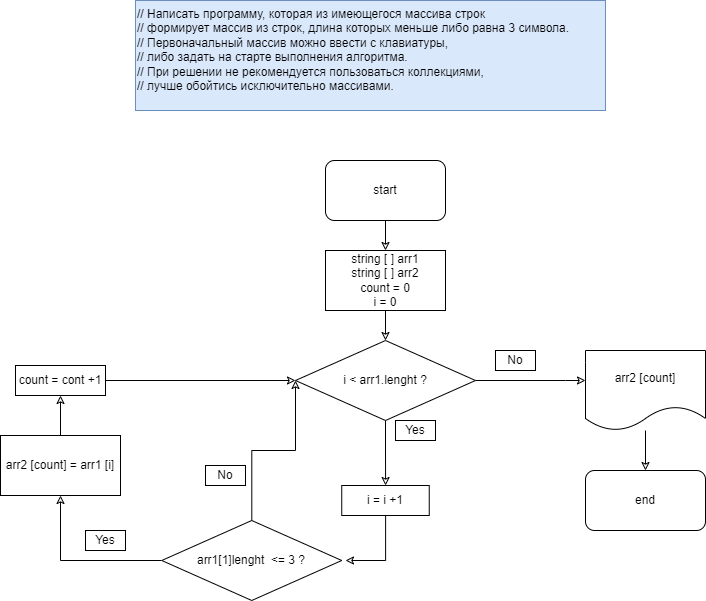 // Написать программу, которая из имеющегося массива строк
// формирует массив из строк, длина которых меньше либо равна 3 символа.
// Первоначальный массив можно ввести с клавиатуры,
// либо задать на старте выполнения алгоритма.
// При решении не рекомендуется пользоваться коллекциями,
// лучше обойтись исключительно массивами.
start
string [ ] arr1
string [ ] arr2
count = 0
i = 0
i < arr1.lenght ?
No
arr2 [count]
end
Yes
i = i +1
arr1[1]lenght <= 3 ?
No
Yes
arr2 [count] = arr1 [i]
count = cont +1